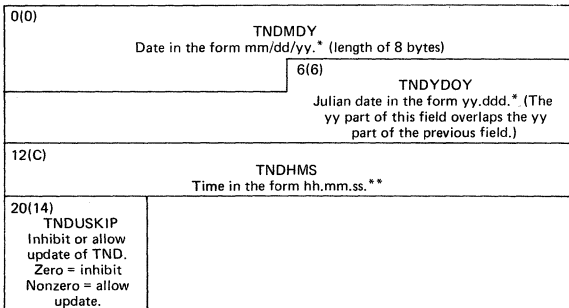 0(0)
TNDMDY
Date in the form mm/dd/yy.* (length of 8 bytes)
6(6)
TNDYDOY
Julian date in the form yy.ddd.* (The
yy part of this field overlaps the yy
part of the previous field.)
12(C)
TNDHMS
Time in the form hh.mm.ss.**
20(14)
TNDUSKIP
Inhibit or allow
update of TND.
Zero = inhibit
Nonzero = allow
update.